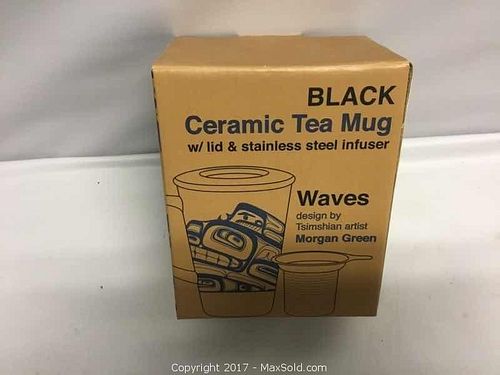 BLACK
Ceramic Tea Mug
w/ lid & stainless steel infuser
Waves
design by
Tsimshian artist
Morgan Green
Copyright 2017 - MaxSold.com